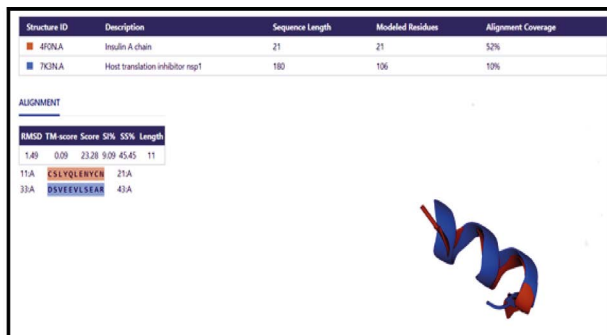 Structure ID Description Sequence Length Modeled Residues Alignment Coverage
4F0N.A Insulin A chain 21 21 52%
7K3N.A Host translation inhibitor nsp1 180 106 10%
ALIGNMENT
RMSD TM-score Score SI% SS% Length
1.49 0.09 23.28 9.09 45.45 11
11:A CSLYQLENYCN 21:A
33:A DSVEEVLSEAR 43:A